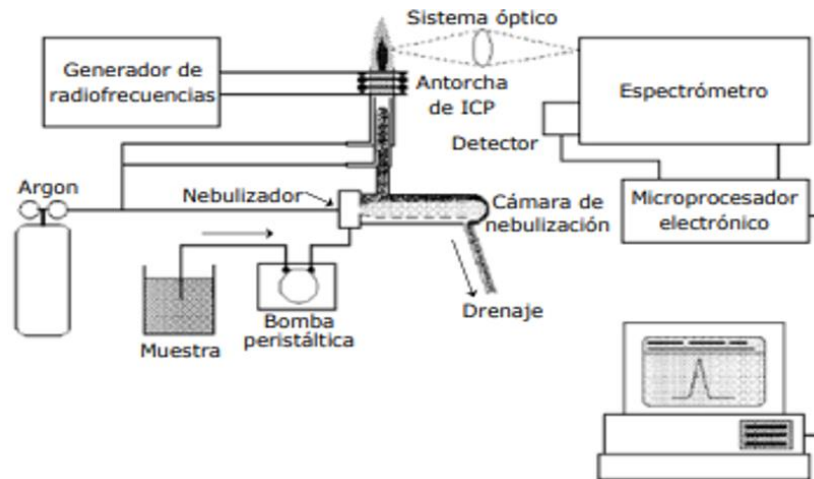 Sistema óptico
Generador de
radiofrecuencias
Antorcha
de ICP
Espectrómetro
Detector
Argon
Nebulizador
Cámara de
nebulización
Microprocesador
electrónico
Drenaje
Bomba
peristáltica
Muestra